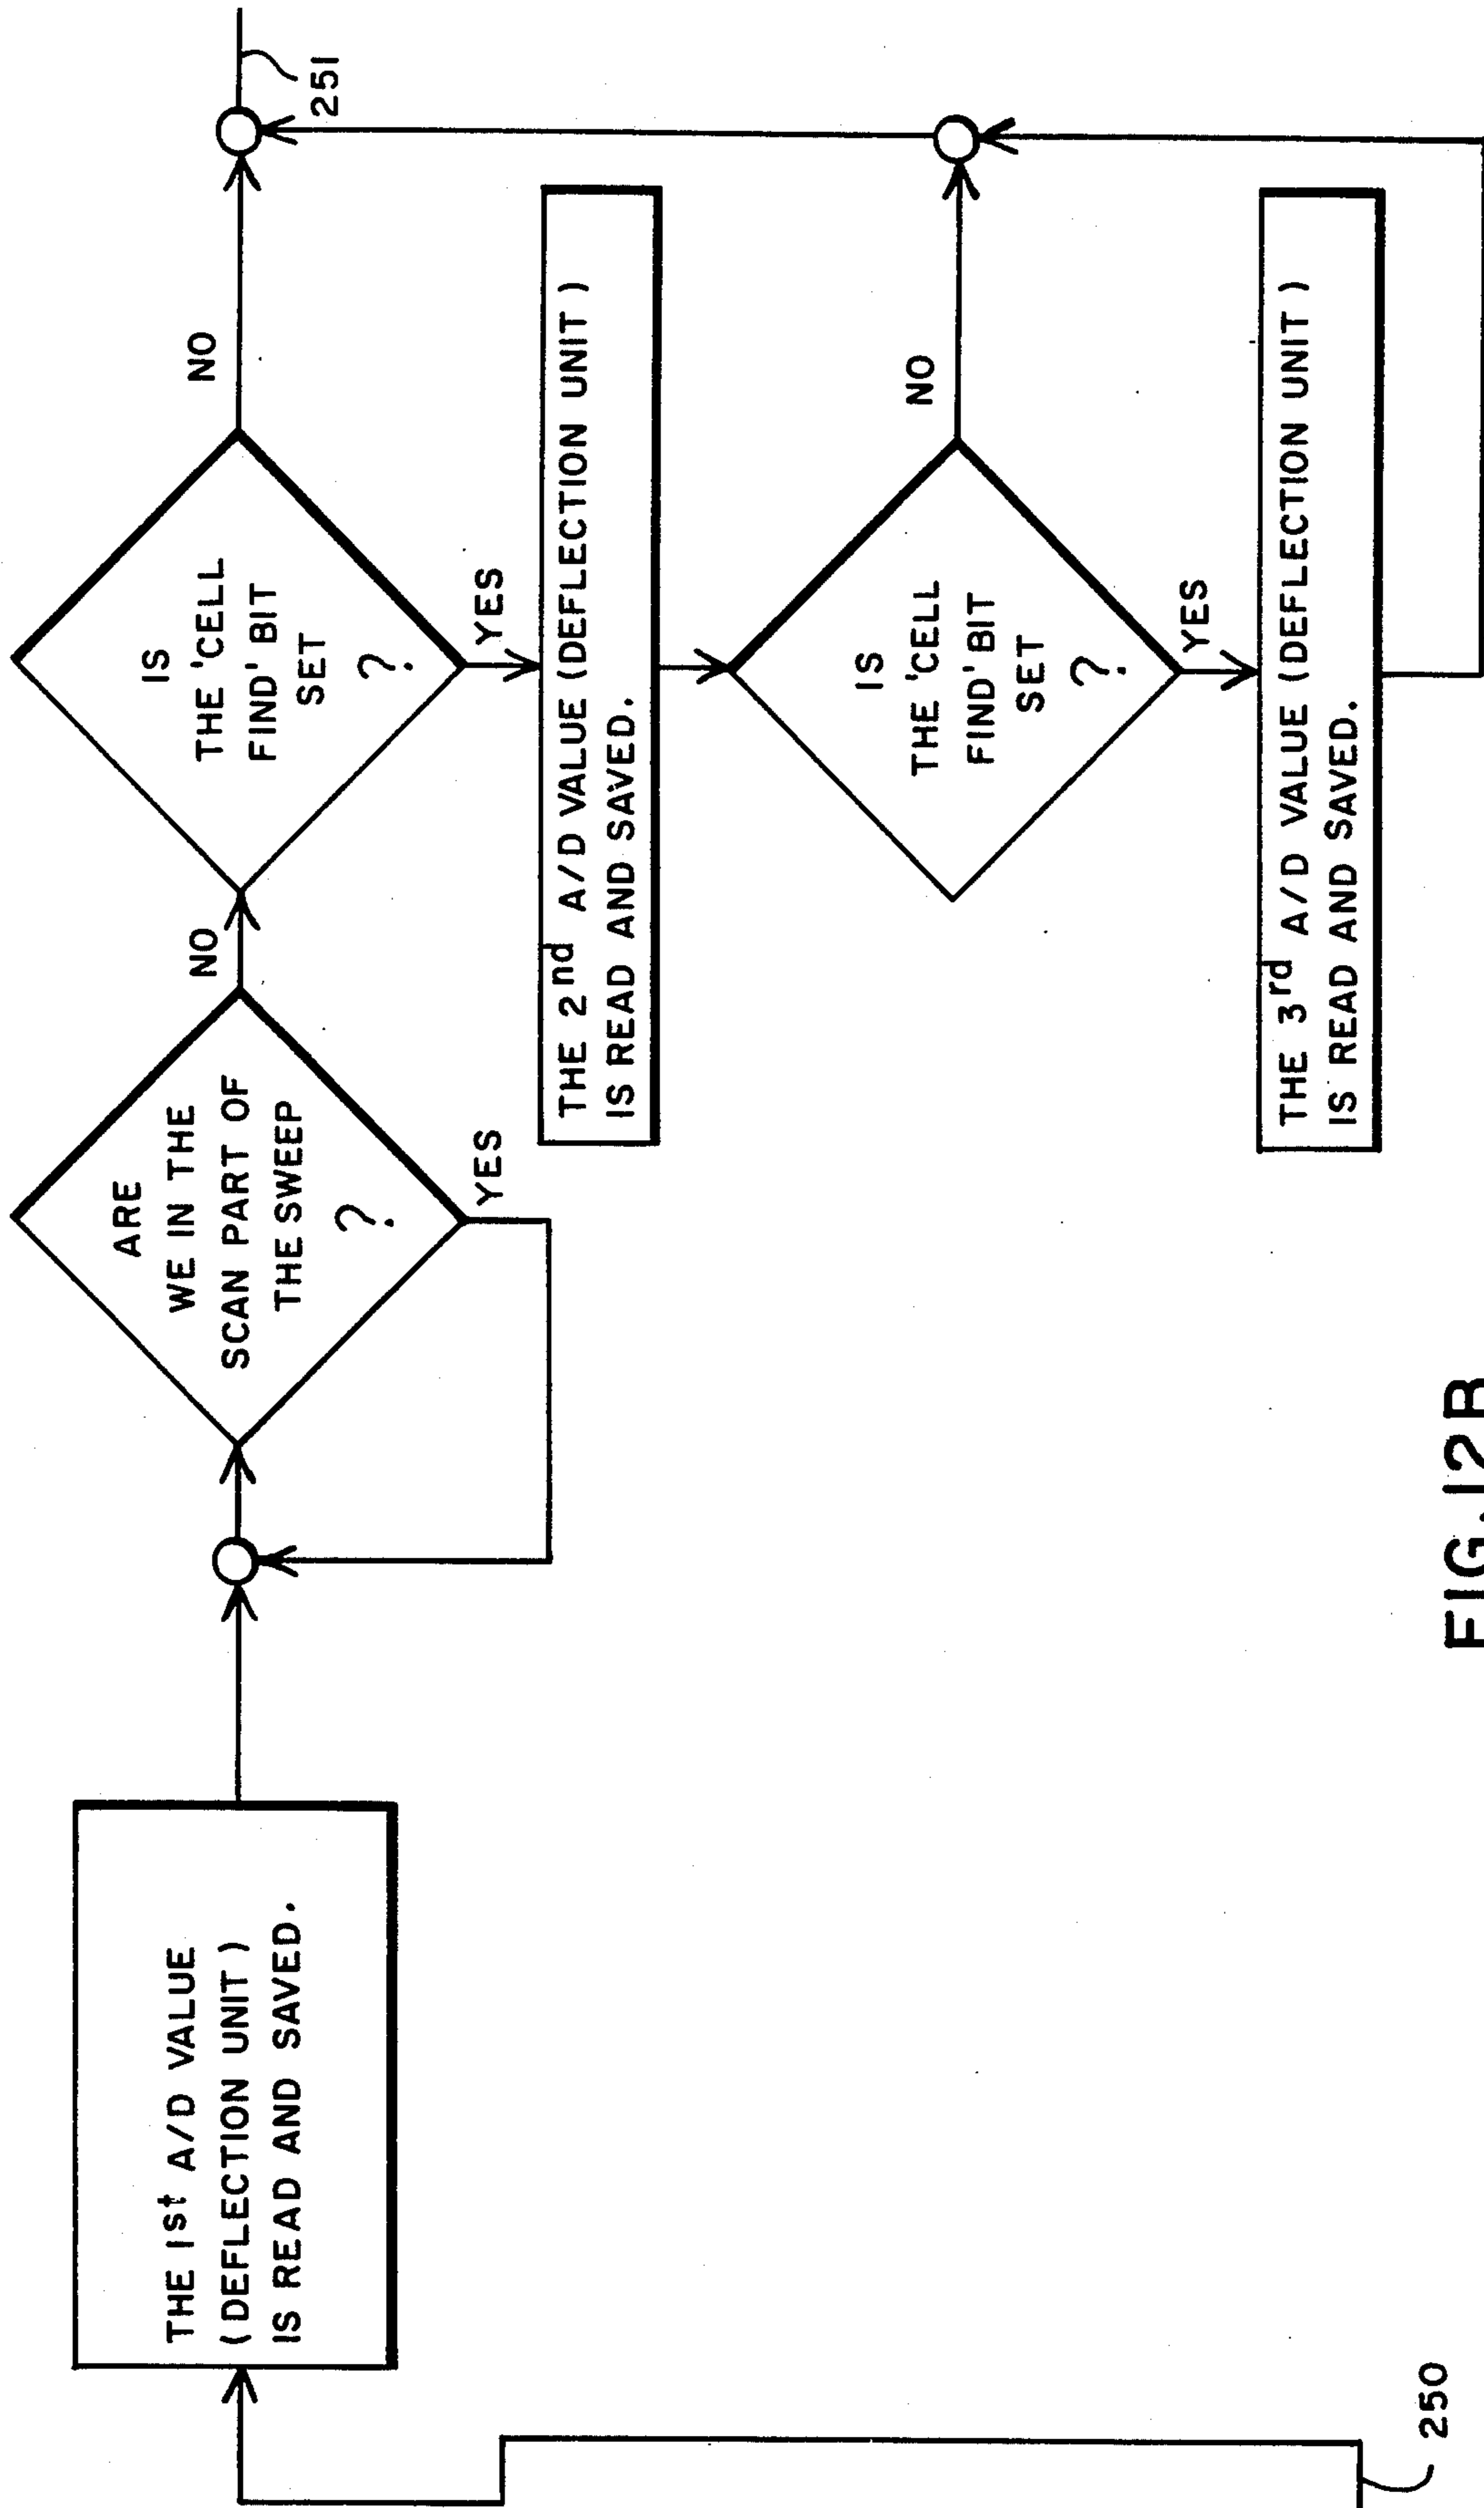 THE 1st A/D VALUE
(DEFLECTION UNIT)
IS READ AND SAVED.
ARE
WE IN THE
SCAN PART OF
THE SWEEP
?
NO
YES
IS
THE 'CELL
FIND' BIT
SET
?
NO
YES
251
THE 2nd A/D VALUE (DEFLECTION UNIT)
IS READ AND SAVED.
IS
THE 'CELL
FIND' BIT
SET
?
NO
YES
THE 3rd A/D VALUE (DEFLECTION UNIT)
IS READ AND SAVED.
250
FIG. 12B